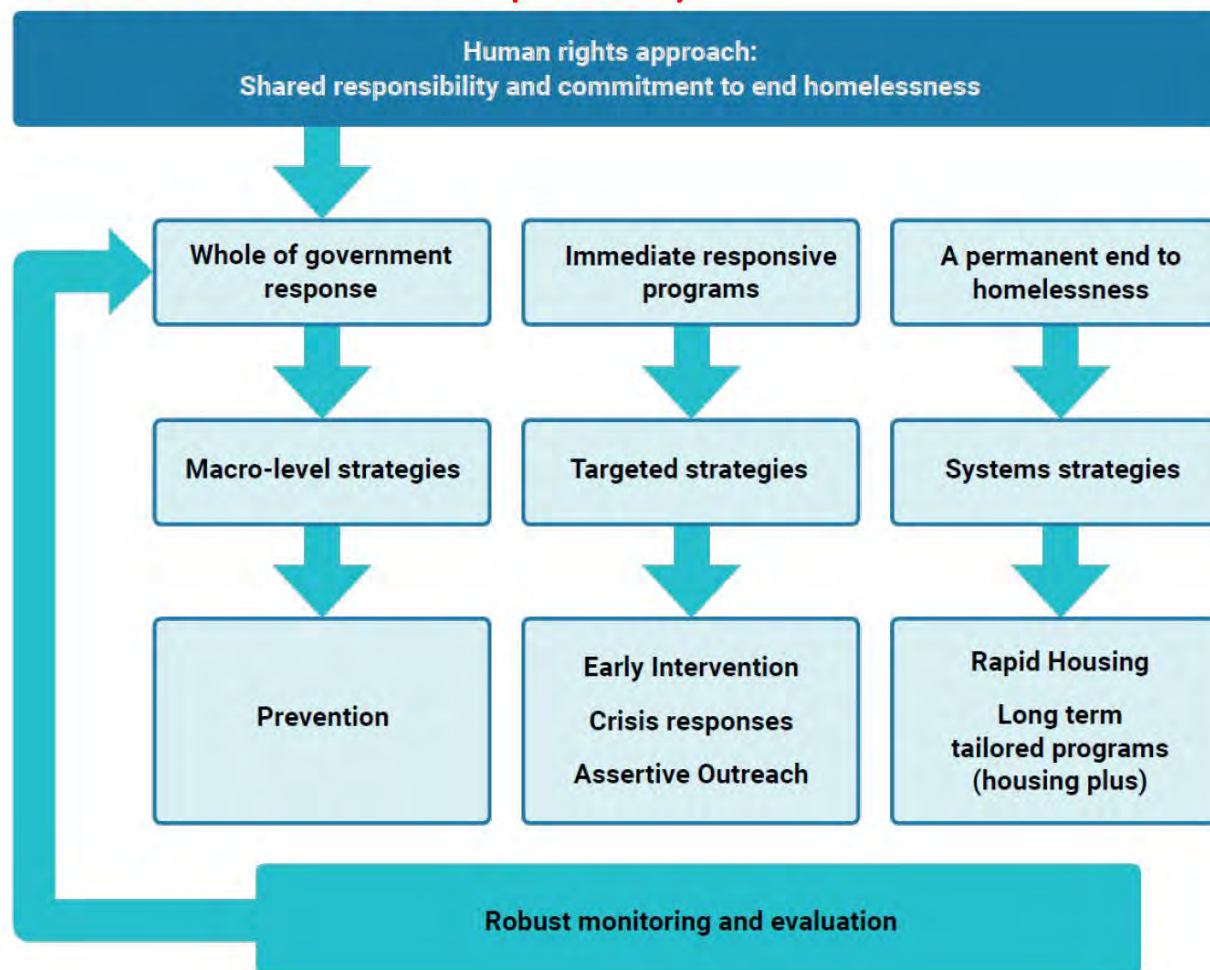 Human rights approach:
Shared responsibility and commitment to end homelessness
Whole of government
response
Immediate responsive
programs
A permanent end to
homelessness
Macro-level strategies
Targeted strategies
Systems strategies
Prevention
Early Intervention
Crisis responses
Assertive Outreach
Rapid Housing
Long term
tailored programs
(housing plus)
Robust monitoring and evaluation